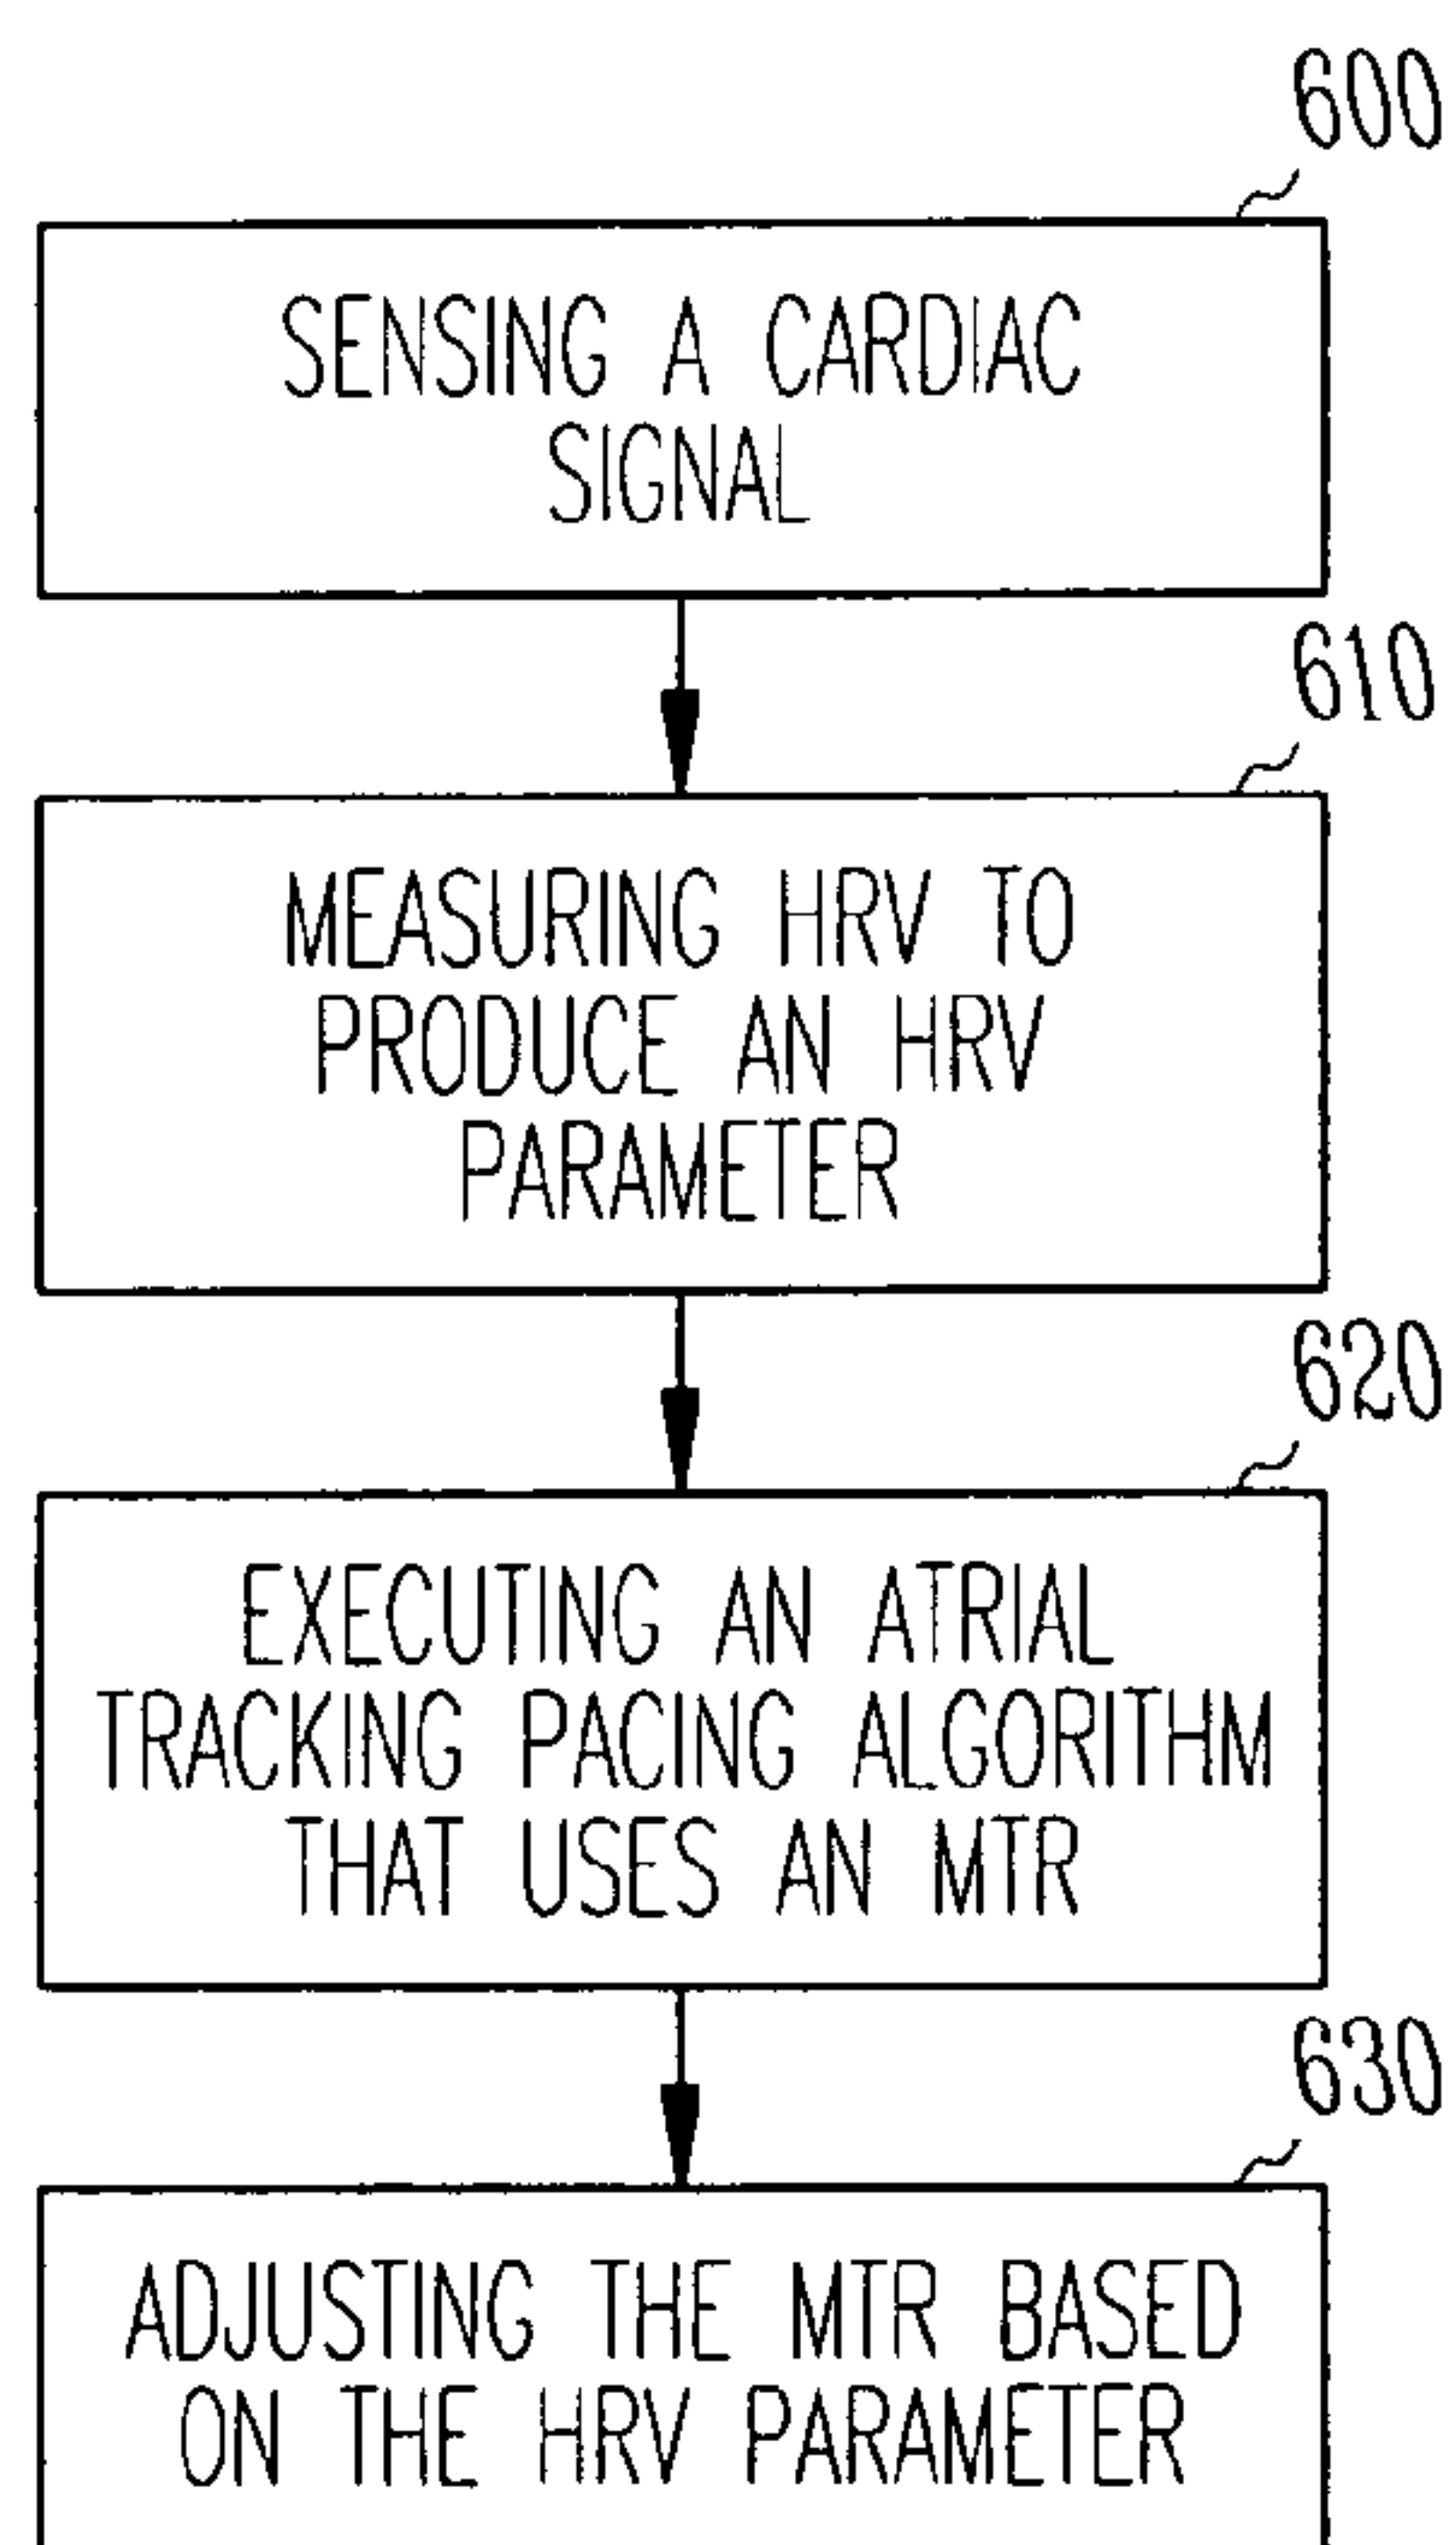 600
SENSING A CARDIAC
SIGNAL
610
MEASURING HRV TO
PRODUCE AN HRV
PARAMETER
620
EXECUTING AN ATRIAL
TRACKING PACING ALGORITHM
THAT USES AN MTR
630
ADJUSTING THE MTR BASED
ON THE HRV PARAMETER